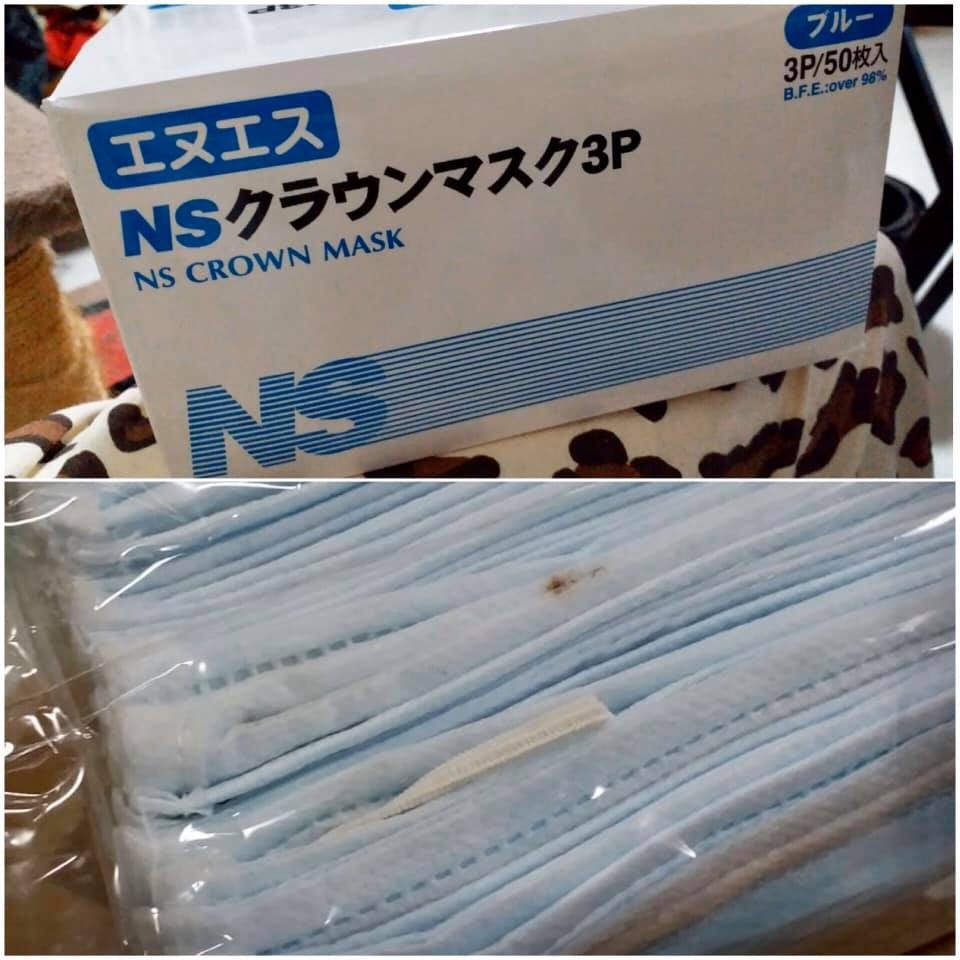 ブルー
3P/50枚入
B.F.E.:over 98%
エヌエス
NSクラウンマスク3P
NS CROWN MASK
NS